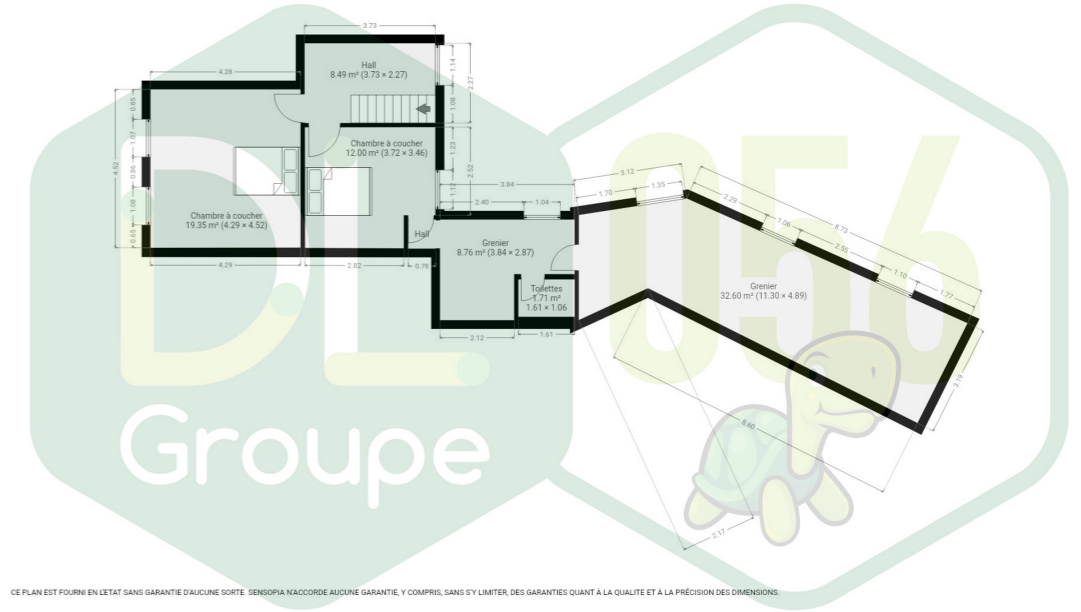 3.73
Hall
8.49 m² (3.73 × 2.27)
1.14
2.27
1.08
4.28
0.85
1.07
4.52
0.86
1.08
0.65
Chambre à coucher
12.00 m² (3.72 × 3.46)
1.23
2.52
1.12
Chambre à coucher
19.35 m² (4.29 × 4.52)
Hall
4.29
2.82
0.78
3.84
2.40
1.04
Grenier
8.76 m² (3.84 × 2.87)
Toilettes
1.71 m²
1.61 × 1.06
2.12
1.61
3.12
1.70
1.35
2.29
1.06
8.73
2.55
1.10
1.77
Grenier
32.60 m² (11.30 × 4.89)
3.19
8.60
2.17
DL
Groupe
056
CE PLAN EST FOURNI EN L'ETAT SANS GARANTIE D'AUCUNE SORTE. SENSOPIA N'ACCORDE AUCUNE GARANTIE, Y COMPRIS, SANS S'Y LIMITER, DES GARANTIES QUANT À LA QUALITE ET À LA PRÉCISION DES DIMENSIONS.